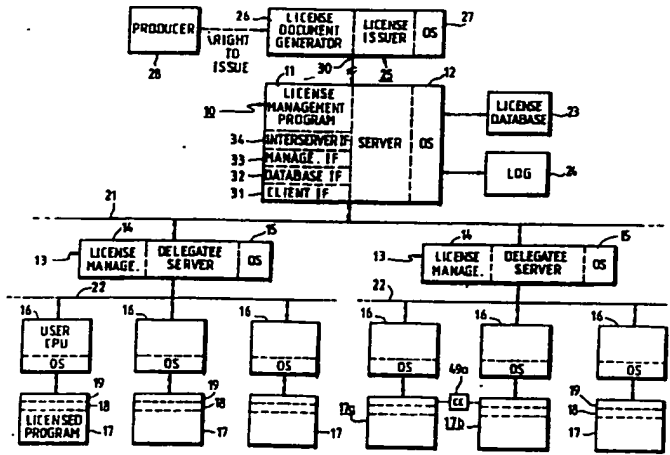 PRODUCER
28
RIGHT
TO
ISSUE
26
LICENSE
DOCUMENT
GENERATOR
LICENSE
ISSUER
OS
27
30
25
11
12
10
LICENSE
MANAGEMENT
PROGRAM
34
INTERSERVER IF
33
MANAGE. IF
32
DATABASE IF
31
CLIENT IF
SERVER
OS
LICENSE
DATABASE
23
LOG
24
21
14
15
13
LICENSE
MANAGE.
DELEGATEE
SERVER
OS
14
15
13
LICENSE
MANAGE.
DELEGATEE
SERVER
OS
22
22
16
USER
CPU
OS
16
OS
16
OS
16
OS
16
OS
16
OS
19
18
LICENSED
PROGRAM
17
19
18
17
17
17a
49a
CC
17b
19
18
17